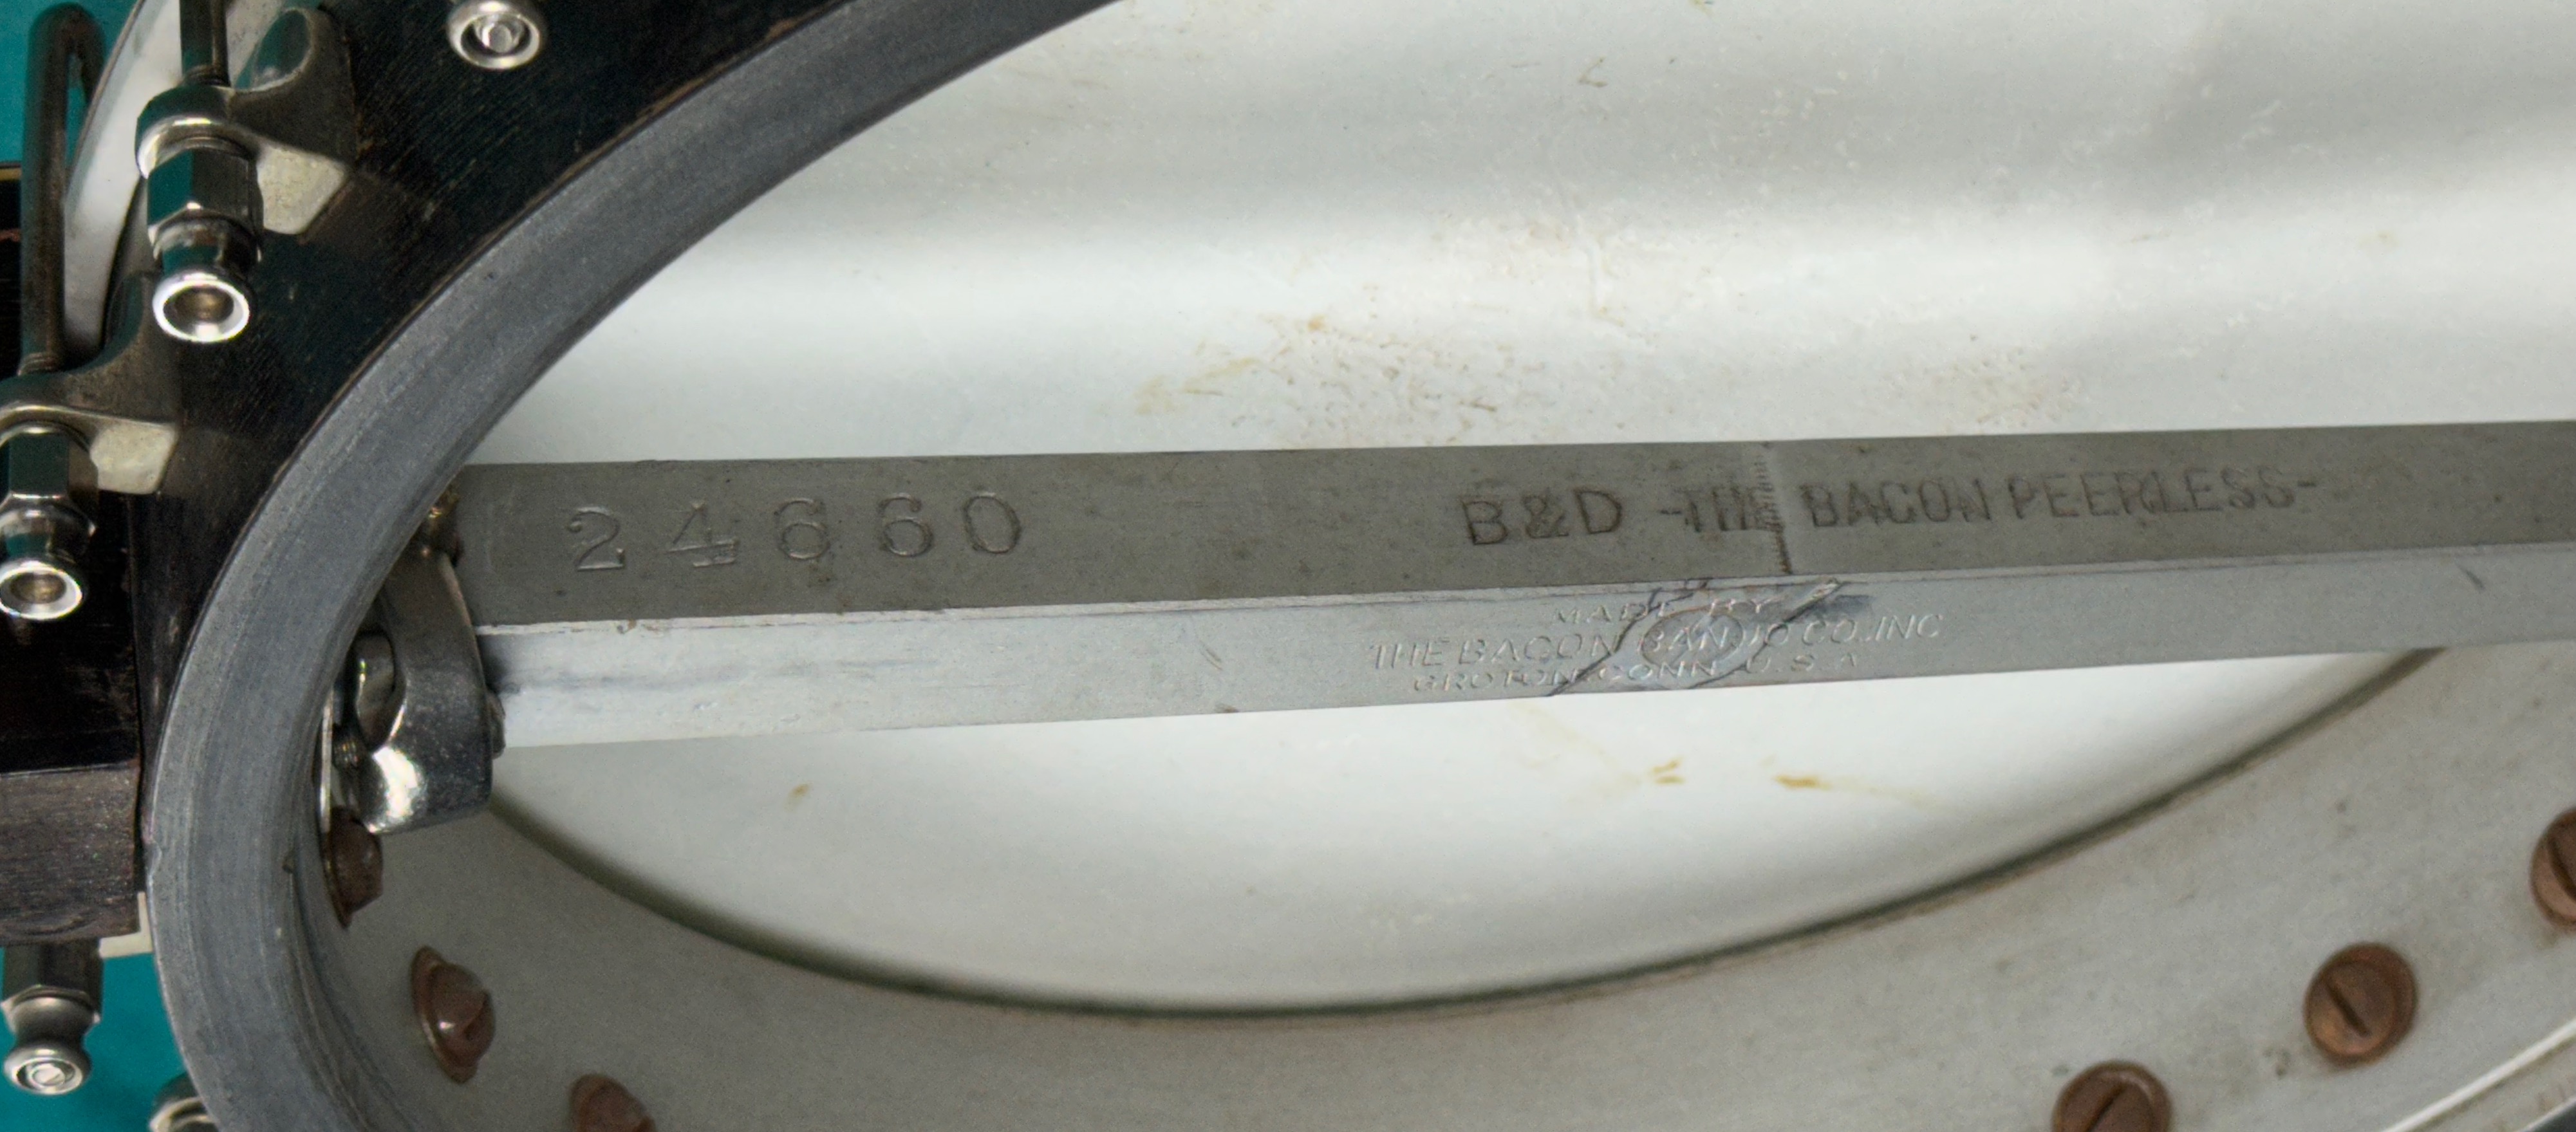 24660
B&D -THE BACON PEERLESS-
MADE BY
THE BACON BANJO CO., INC
GROTON, CONN. U.S.A